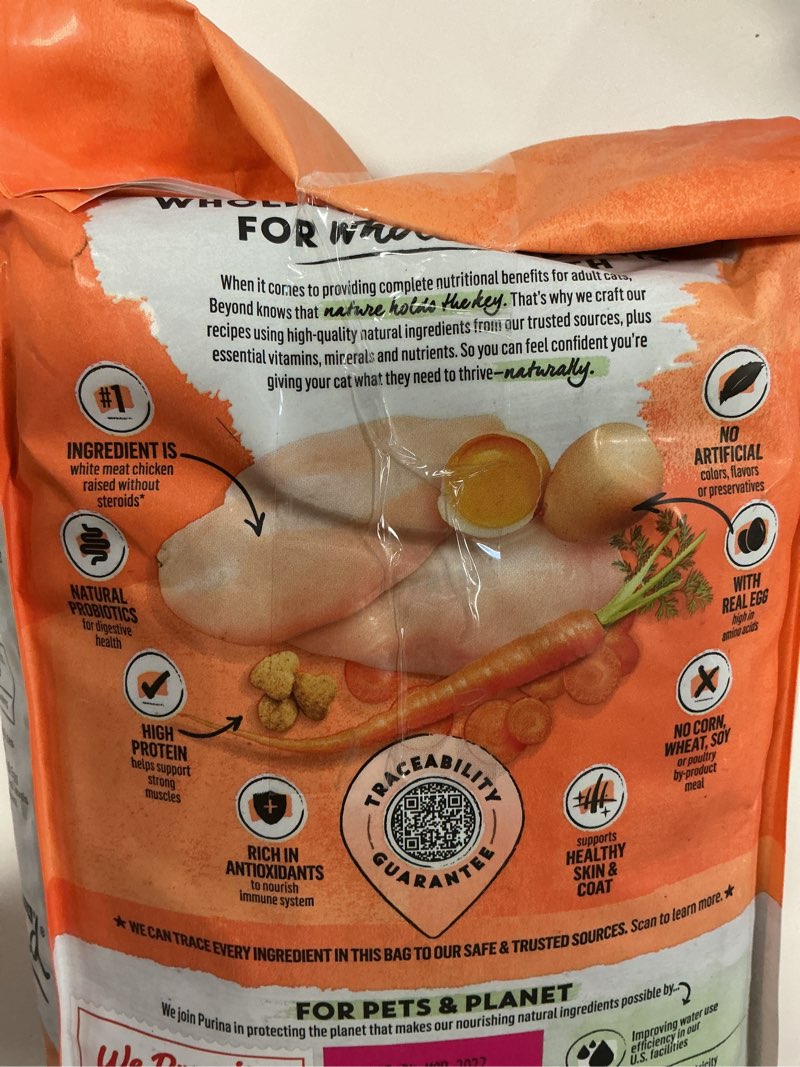 FOR
When it comes to providing complete nutritional benefits for adult cats,
Beyond knows that nature holds the key. That's why we craft our
recipes using high-quality natural ingredients from our trusted sources, plus
essential vitamins, minerals and nutrients. So you can feel confident you're
giving your cat what they need to thrive—naturally.
#1
INGREDIENT IS
white meat chicken
raised without
steroids*
NO
ARTIFICIAL
colors, flavors
or preservatives
NATURAL
PROBIOTICS
for digestive
health
WITH
REAL EGG
high in
amino acids
HIGH
PROTEIN
helps support
strong
muscles
NO CORN,
WHEAT, SOY
or poultry
by-product
meal
RICH IN
ANTIOXIDANTS
to nourish
immune system
TRACEABILITY
GUARANTEE
supports
HEALTHY
SKIN &
COAT
★ WE CAN TRACE EVERY INGREDIENT IN THIS BAG TO OUR SAFE & TRUSTED SOURCES. Scan to learn more. ★
FOR PETS & PLANET
We join Purina in protecting the planet that makes our nourishing natural ingredients possible by...
Improving water use
efficiency in our
U.S. facilities